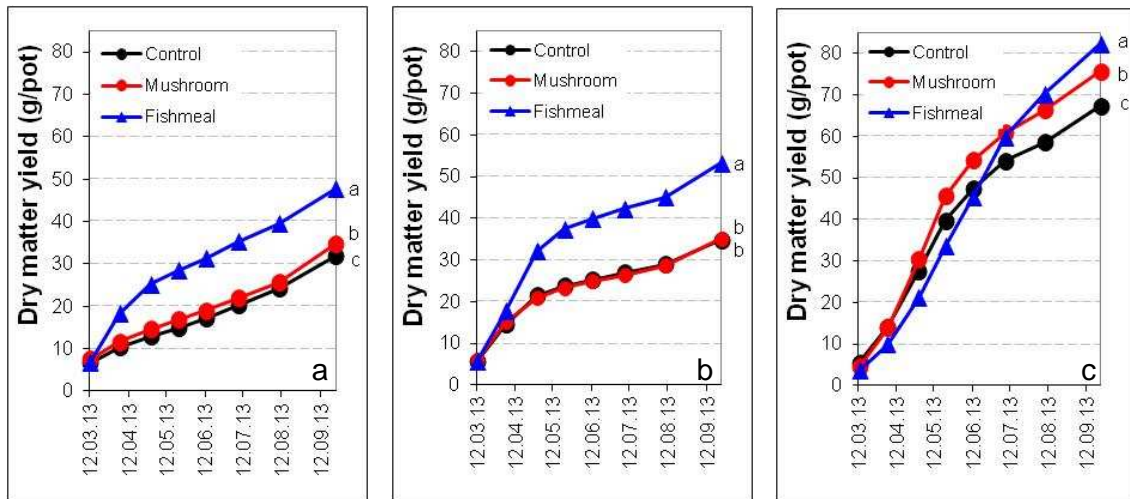 Dry matter yield (g/pot)
80
70
60
50
40
30
20
10
0
Control
Mushroom
Fishmeal
a
b
c
a
12.03.13
12.04.13
12.05.13
12.06.13
12.07.13
12.08.13
12.09.13
Dry matter yield (g/pot)
80
70
60
50
40
30
20
10
0
Control
Mushroom
Fishmeal
a
b
b
b
12.03.13
12.04.13
12.05.13
12.06.13
12.07.13
12.08.13
12.09.13
Dry matter yield (g/pot)
80
70
60
50
40
30
20
10
0
Control
Mushroom
Fishmeal
a
b
c
c
12.03.13
12.04.13
12.05.13
12.06.13
12.07.13
12.08.13
12.09.13